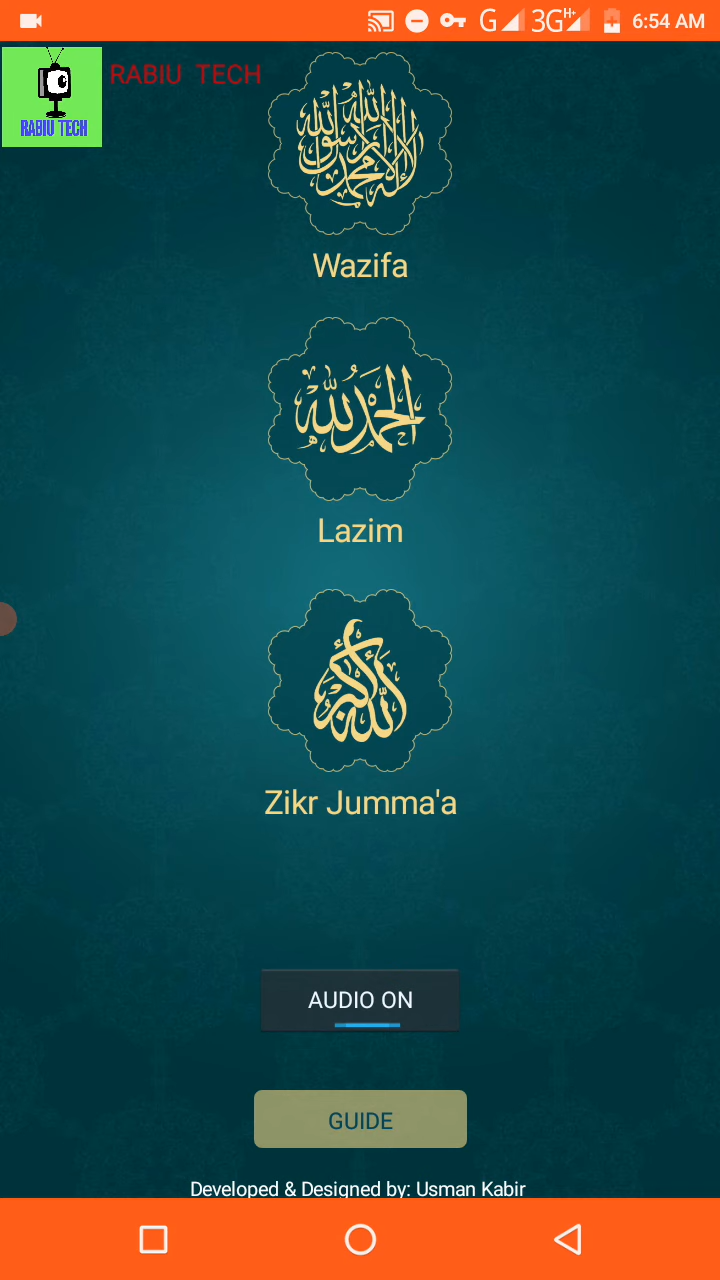 G 3G H+ 6:54 AM
RABIU TECH
RABIU TECH
لا إله إلا الله محمد رسول الله
Wazifa
الحمد لله
Lazim
الله أكبر
Zikr Jumma'a
AUDIO ON
GUIDE
Developed & Designed by: Usman Kabir